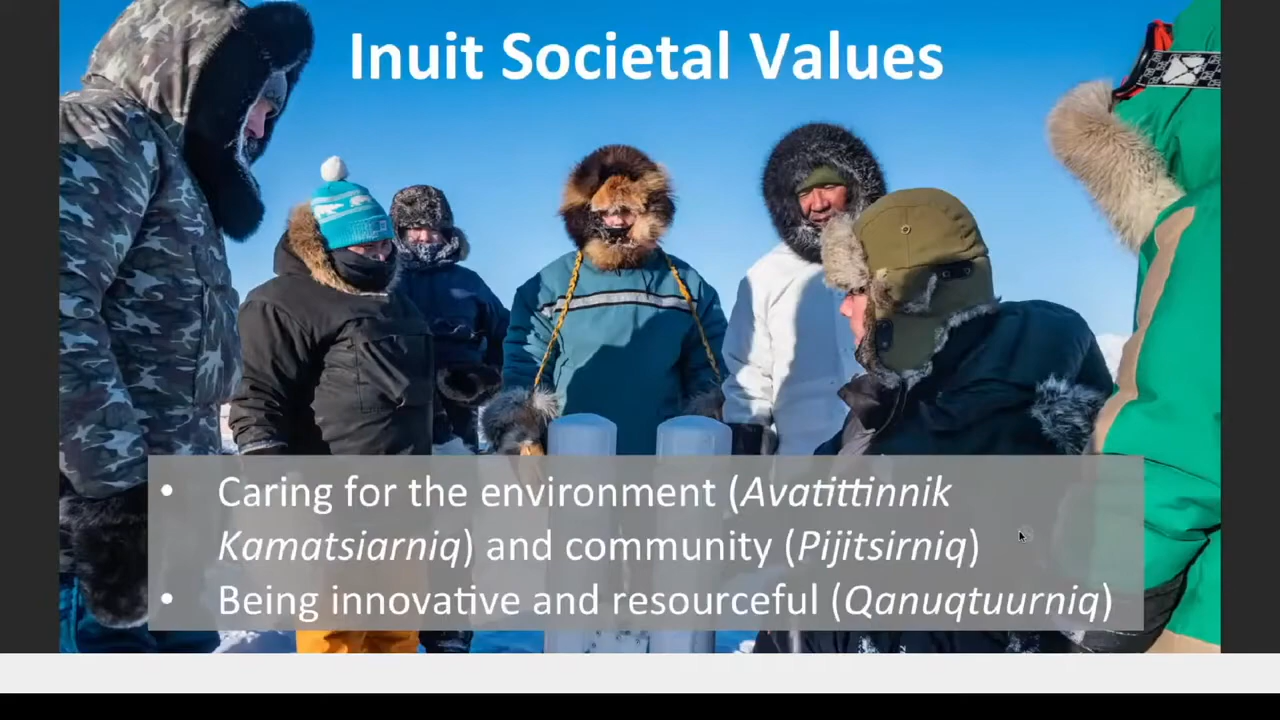 Inuit Societal Values
• Caring for the environment (Avatittinnik
Kamatsiarniq) and community (Pijitsirniq)
• Being innovative and resourceful (Qanuqtuurniq)